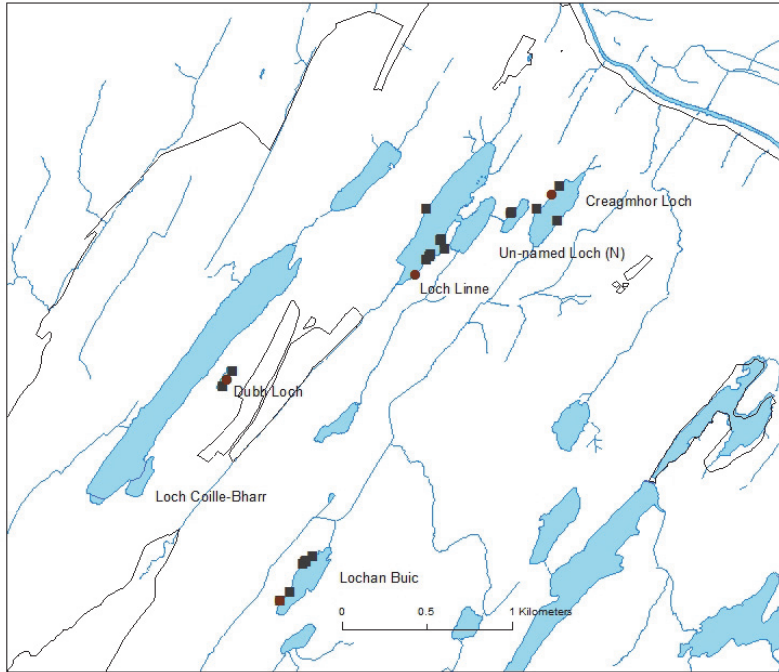 Creagmhor Loch
Un-named Loch (N)
Loch Linne
Dubh Loch
Loch Coille-Bharr
Lochan Buic
0 0.5 1 Kilometers